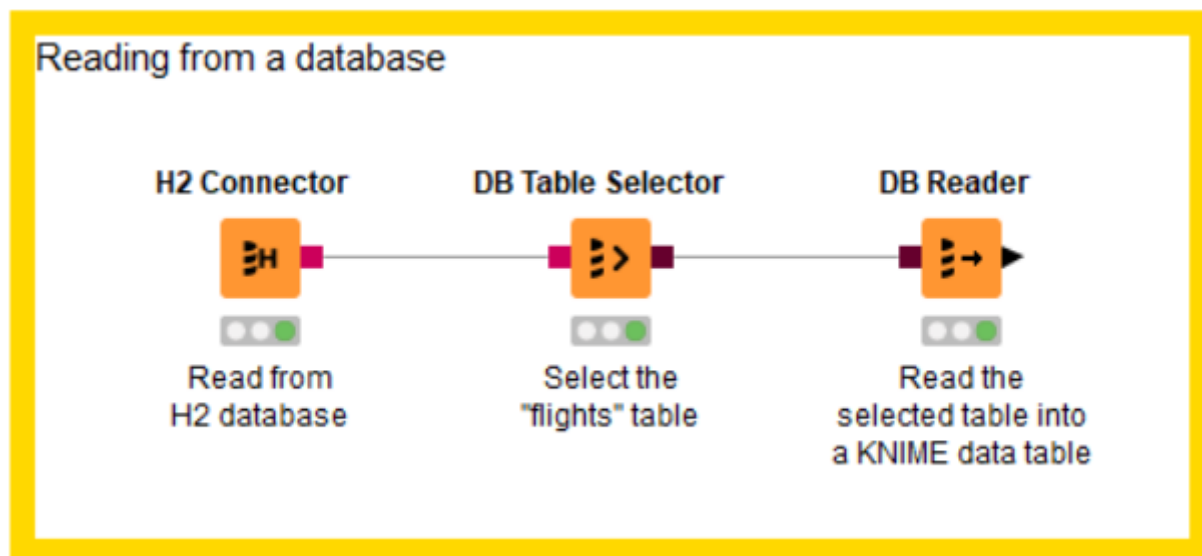 Reading from a database
H2 Connector
DB Table Selector
DB Reader
H
Read from
H2 database
Select the
"flights" table
Read the
selected table into
a KNIME data table